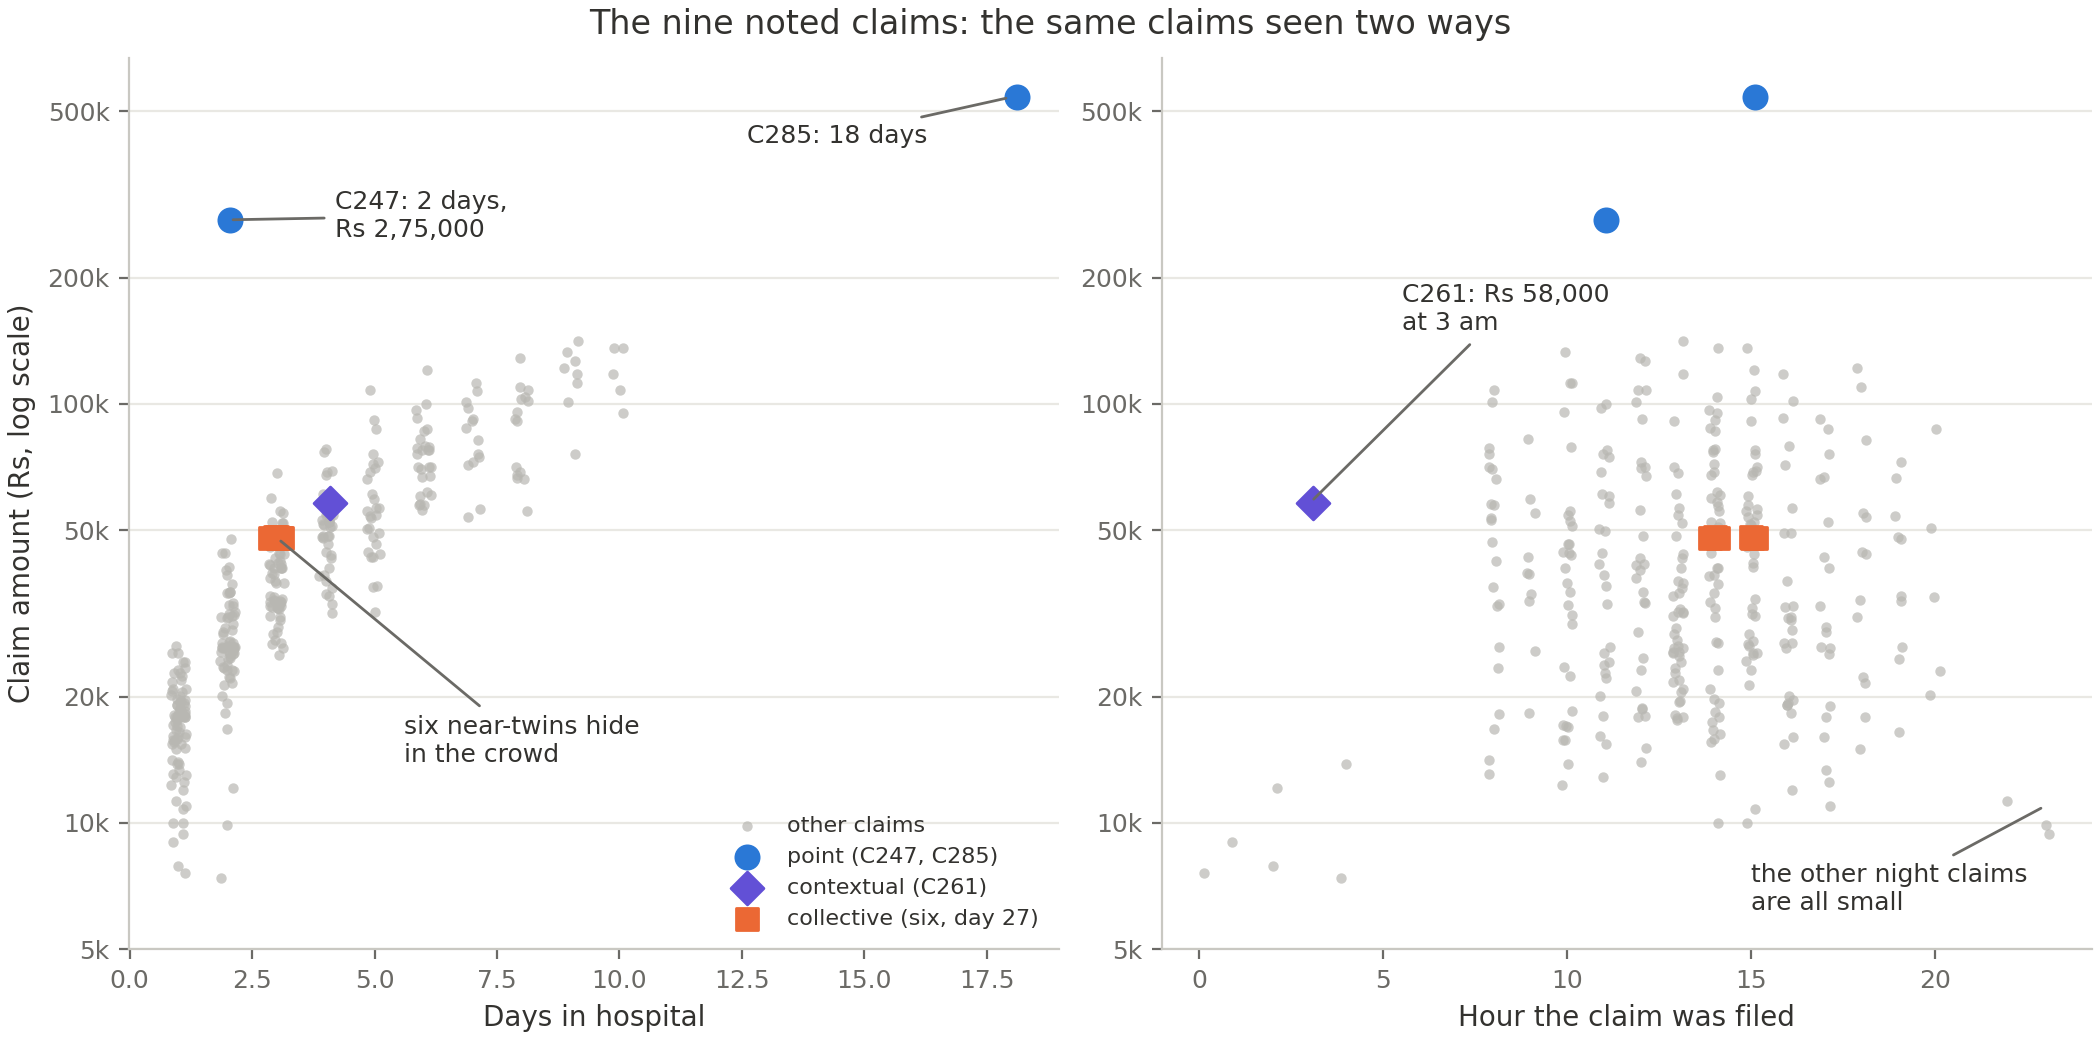 The nine noted claims: the same claims seen two ways
Claim amount (Rs, log scale)
500k
200k
100k
50k
20k
10k
5k
C285: 18 days
C247: 2 days,
Rs 2,75,000
six near-twins hide
in the crowd
other claims
point (C247, C285)
contextual (C261)
collective (six, day 27)
0.0 2.5 5.0 7.5 10.0 12.5 15.0 17.5
Days in hospital
500k
200k
100k
50k
20k
10k
5k
C261: Rs 58,000
at 3 am
the other night claims
are all small
0 5 10 15 20
Hour the claim was filed